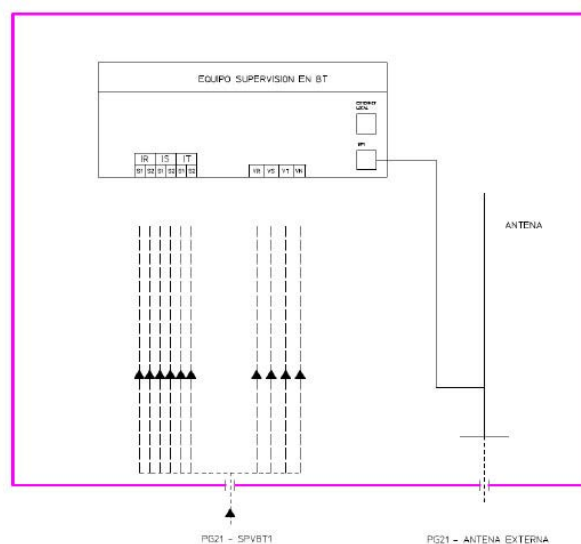 EQUIPO SUPERVISION EN BT
LOCAL
IR IS IT
S1 S2 S1 S2 S1 S2
VR VS VT VN
ANTENA
PG21 - SPVBT1
PG21 - ANTENA EXTERNA